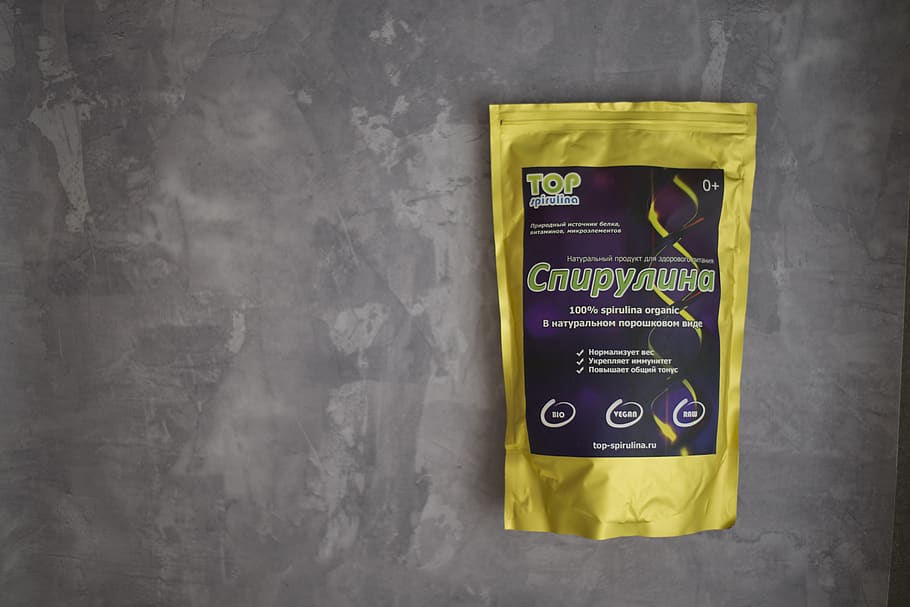 TOP
spirulina
0+
Природный источник белка,
витаминов, микроэлементов
Натуральный продукт для здорового питания
Спирулина
100% spirulina organic
В натуральном порошковом виде
Нормализует вес
Укрепляет иммунитет
Повышает общий тонус
BIO
VEGAN
RAW
top-spirulina.ru